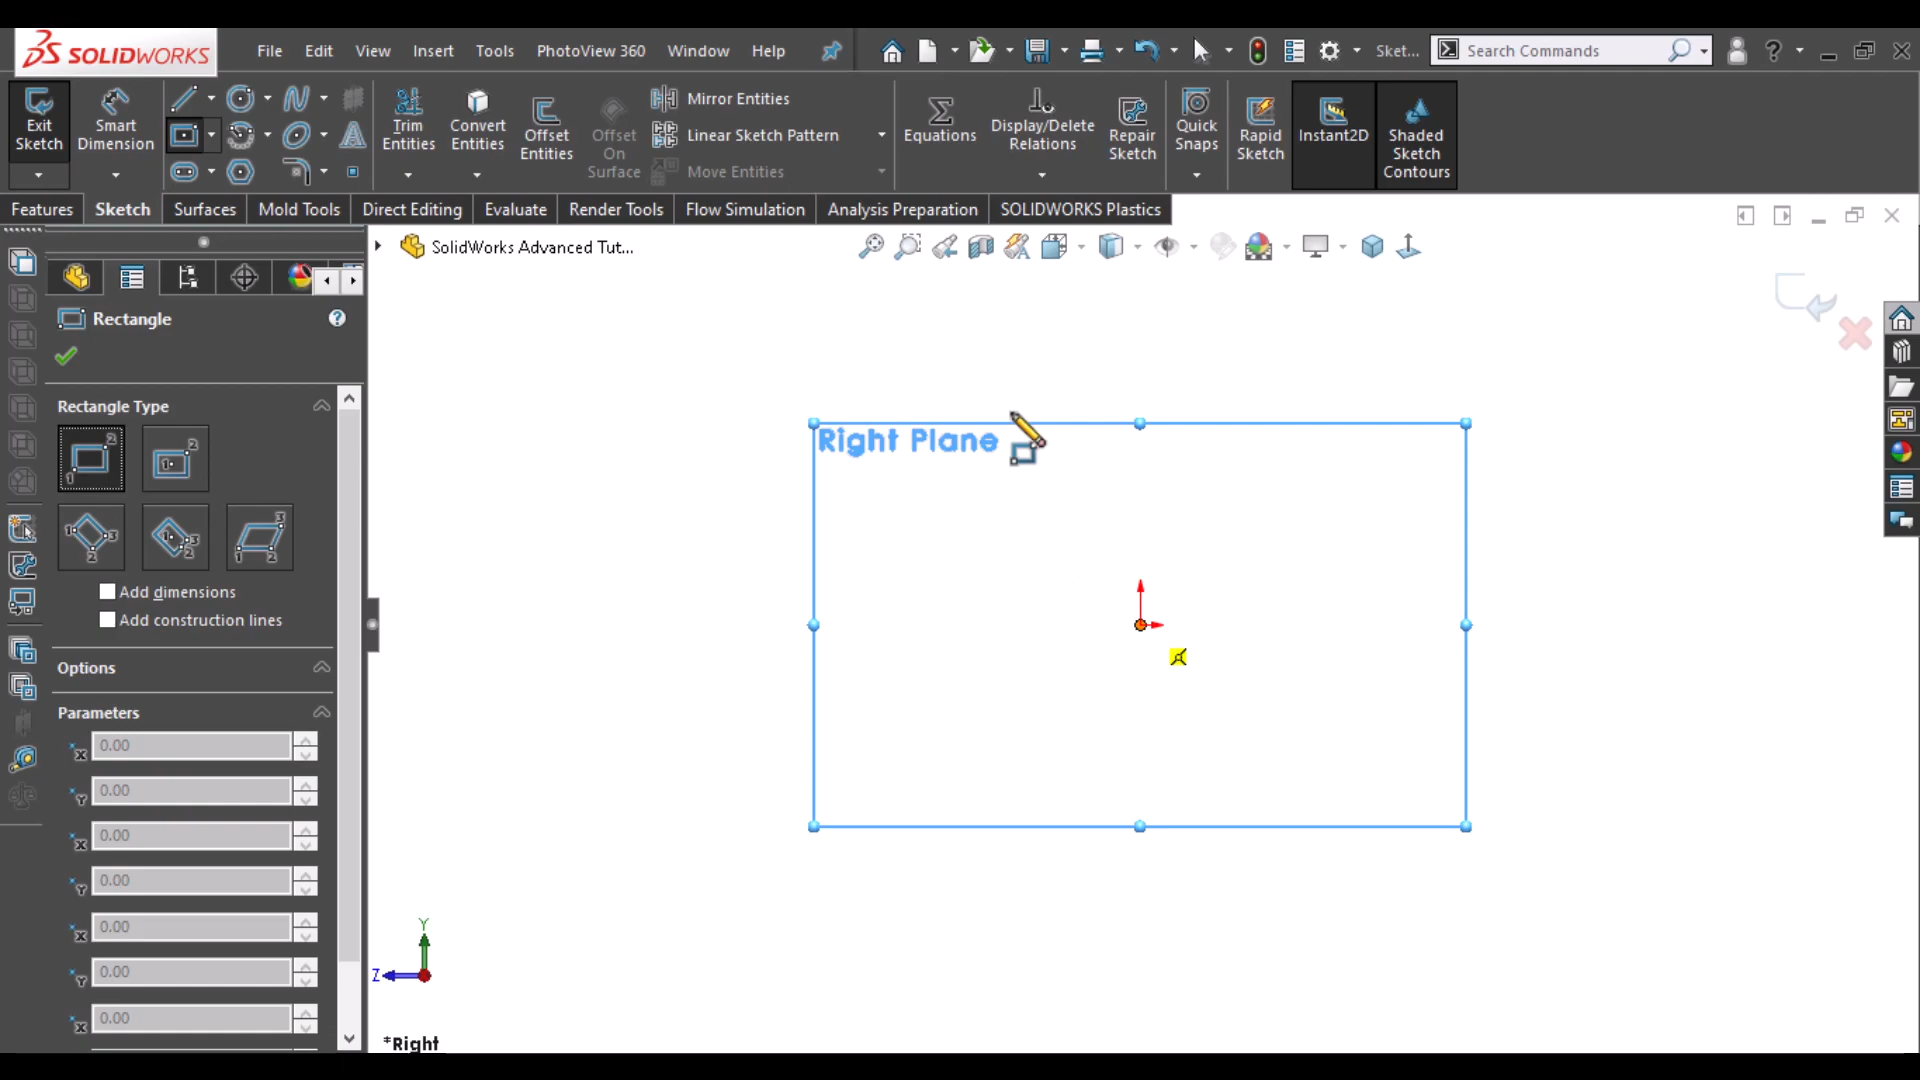 SOLIDWORKS File Edit View Insert Tools PhotoView 360 Window Help Sket... Search Commands
Exit Sketch
Smart Dimension
Trim Entities
Convert Entities
Offset Entities
Offset On Surface
Mirror Entities
Linear Sketch Pattern
Move Entities
Equations
Display/Delete Relations
Repair Sketch
Quick Snaps
Rapid Sketch
Instant2D
Shaded Sketch Contours
Features Sketch Surfaces Mold Tools Direct Editing Evaluate Render Tools Flow Simulation Analysis Preparation SOLIDWORKS Plastics
SolidWorks Advanced Tut...
Rectangle
Rectangle Type
Add dimensions
Add construction lines
Options
Parameters
0.00
0.00
0.00
0.00
0.00
0.00
0.00
Right Plane
Y
Z
*Right